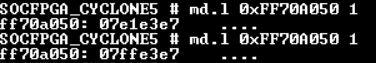 SOCFPGA_CYCLONE5 # md.l 0xFF70A050 1
ff70a050: 07e1e3e7    ....
SOCFPGA_CYCLONE5 # md.l 0xFF70A050 1
ff70a050: 07ffe3e7    ....